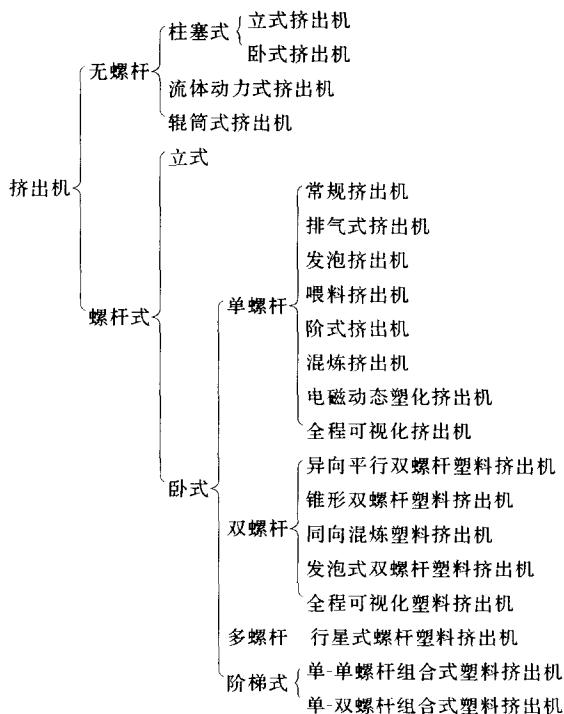 柱塞式
立式挤出机
卧式挤出机
无螺杆
流体动力式挤出机
辊筒式挤出机
立式
挤出机
常规挤出机
排气式挤出机
发泡挤出机
单螺杆
喂料挤出机
螺杆式
阶式挤出机
混炼挤出机
电磁动态塑化挤出机
全程可视化挤出机
卧式
异向平行双螺杆塑料挤出机
锥形双螺杆塑料挤出机
双螺杆
同向混炼塑料挤出机
发泡式双螺杆塑料挤出机
全程可视化塑料挤出机
多螺杆 行星式螺杆塑料挤出机
阶梯式
单-单螺杆组合式塑料挤出机
单-双螺杆组合式塑料挤出机